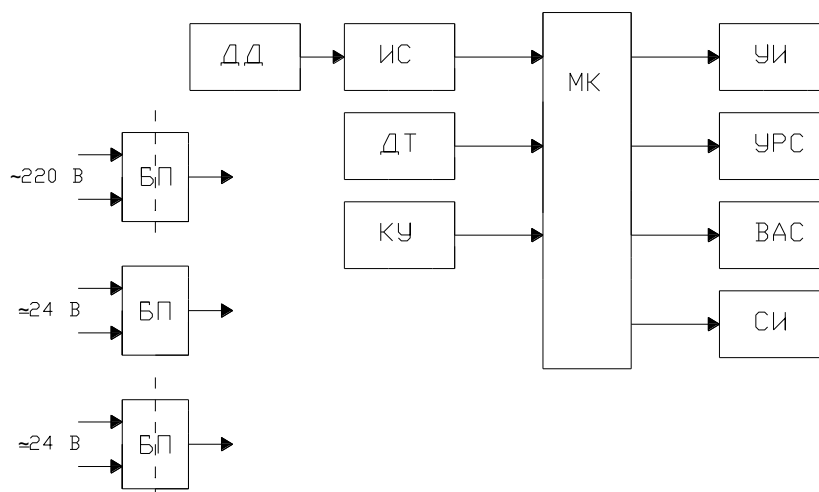 ДД
ИС
МК
УИ
ДТ
УРС
~220 В
БП
КУ
ВАС
≃24 В
БП
СИ
≃24 В
БП